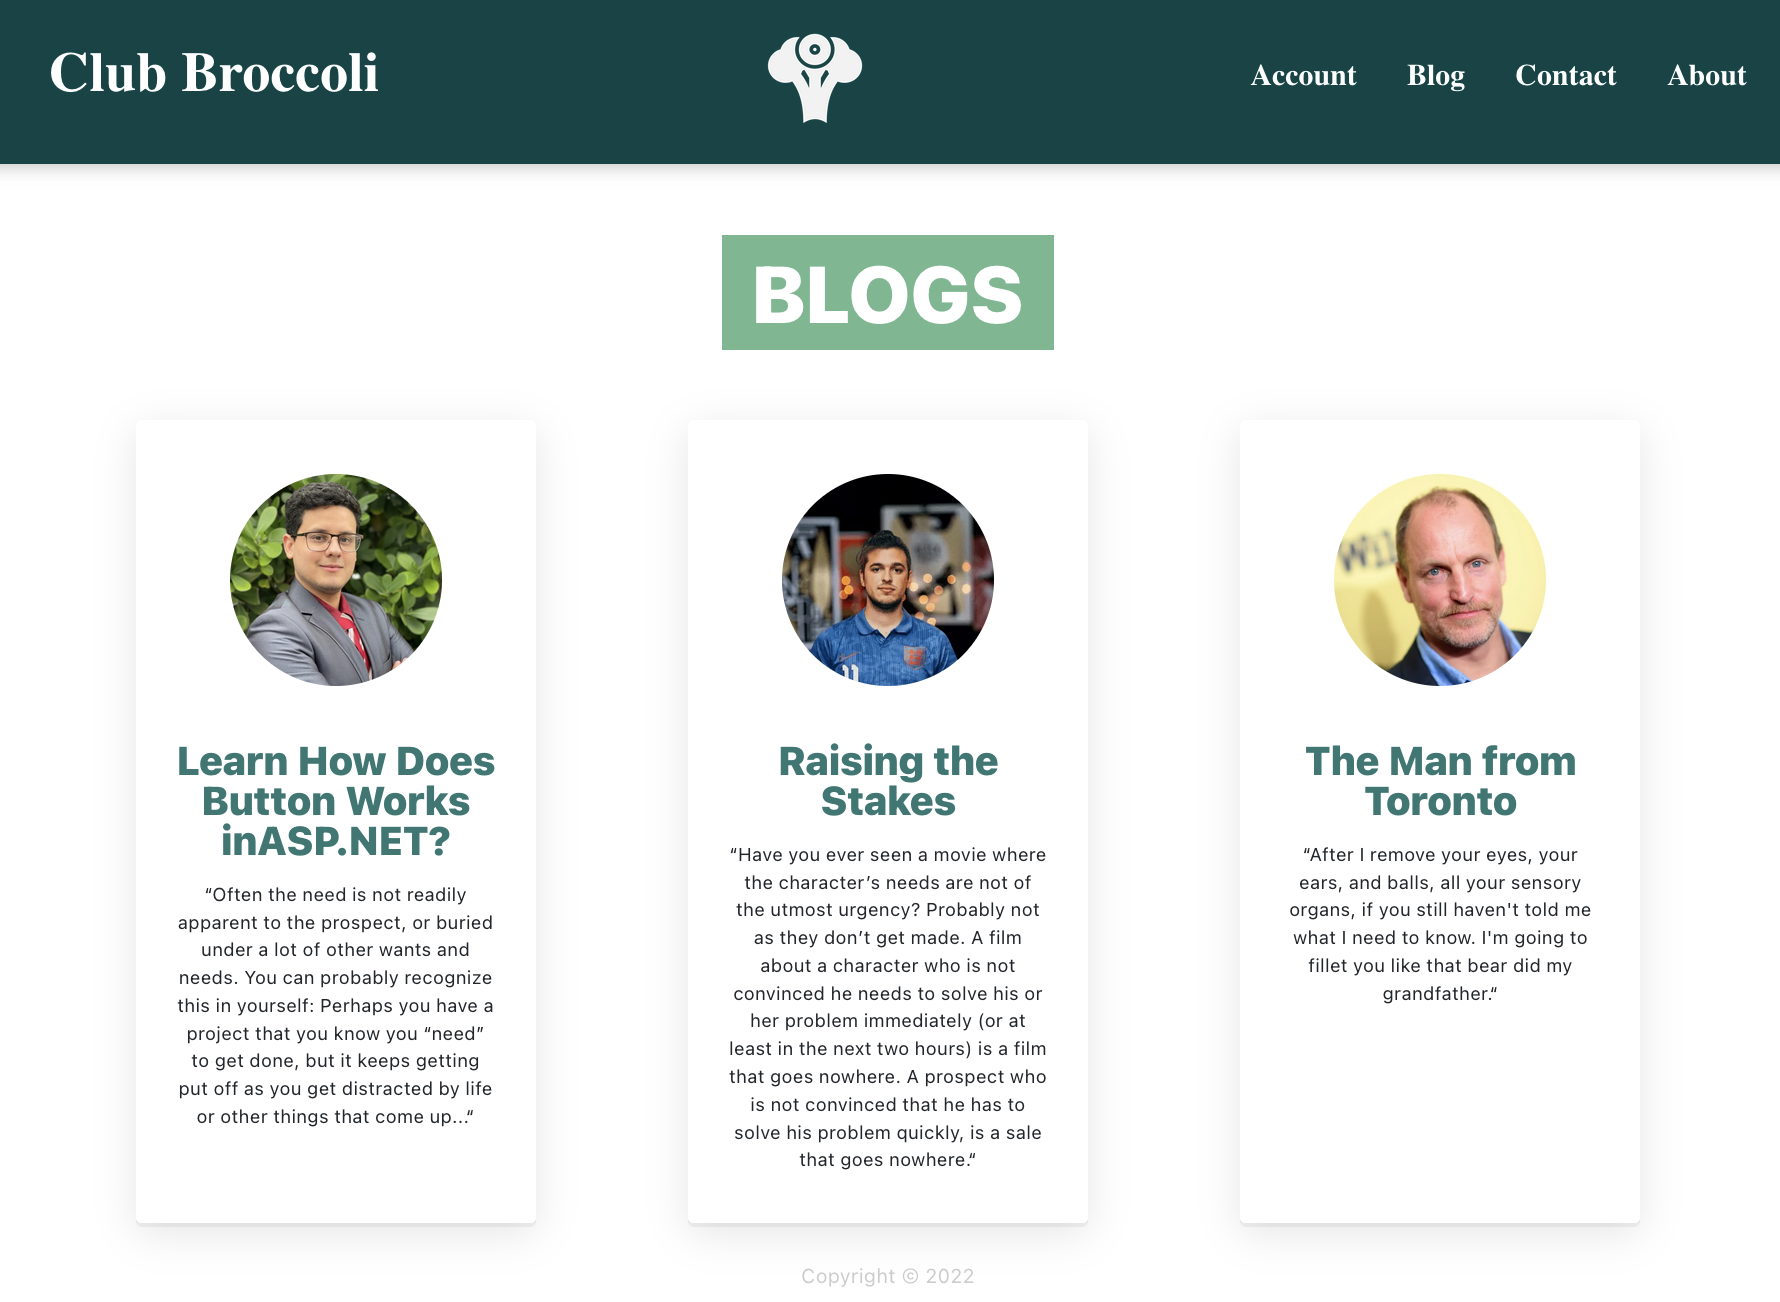 Club Broccoli
Account Blog Contact About
BLOGS
Wil
11
Learn How Does
Button Works
inASP.NET?
“Often the need is not readily
apparent to the prospect, or buried
under a lot of other wants and
needs. You can probably recognize
this in yourself: Perhaps you have a
project that you know you “need”
to get done, but it keeps getting
put off as you get distracted by life
or other things that come up...“
Raising the
Stakes
“Have you ever seen a movie where
the character’s needs are not of
the utmost urgency? Probably not
as they don’t get made. A film
about a character who is not
convinced he needs to solve his or
her problem immediately (or at
least in the next two hours) is a film
that goes nowhere. A prospect who
is not convinced that he has to
solve his problem quickly, is a sale
that goes nowhere.“
The Man from
Toronto
“After I remove your eyes, your
ears, and balls, all your sensory
organs, if you still haven't told me
what I need to know. I'm going to
fillet you like that bear did my
grandfather.“
Copyright © 2022